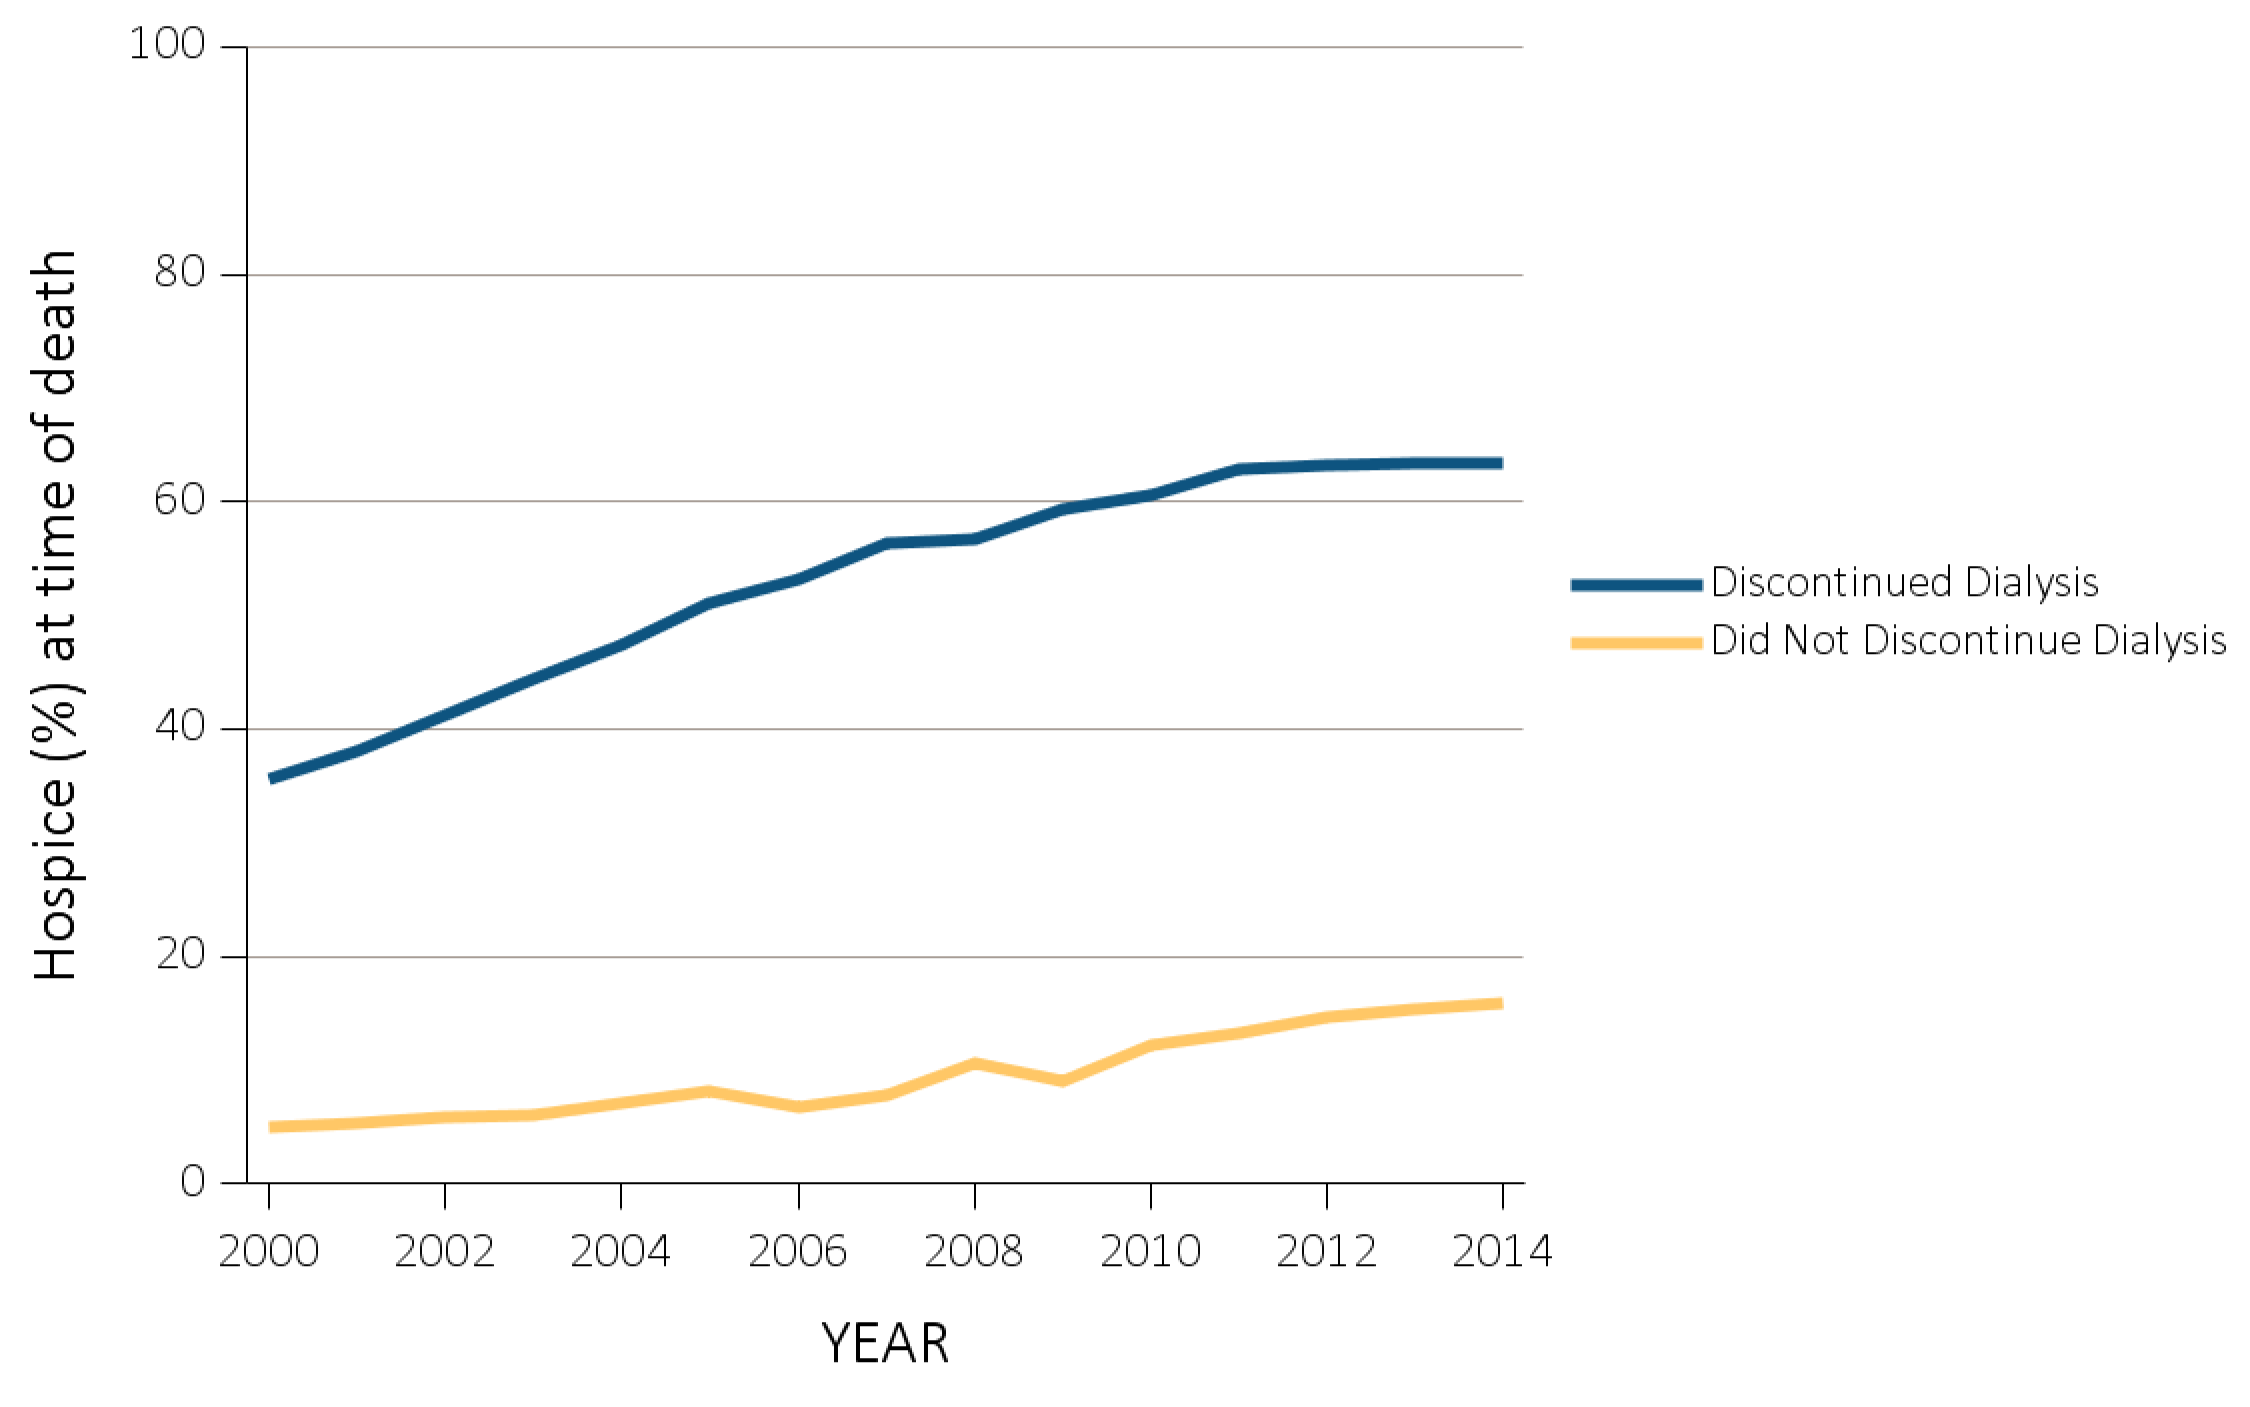 Hospice (%) at time of death
100
80
60
40
20
0
2000 2002 2004 2006 2008 2010 2012 2014
YEAR
Discontinued Dialysis
Did Not Discontinue Dialysis